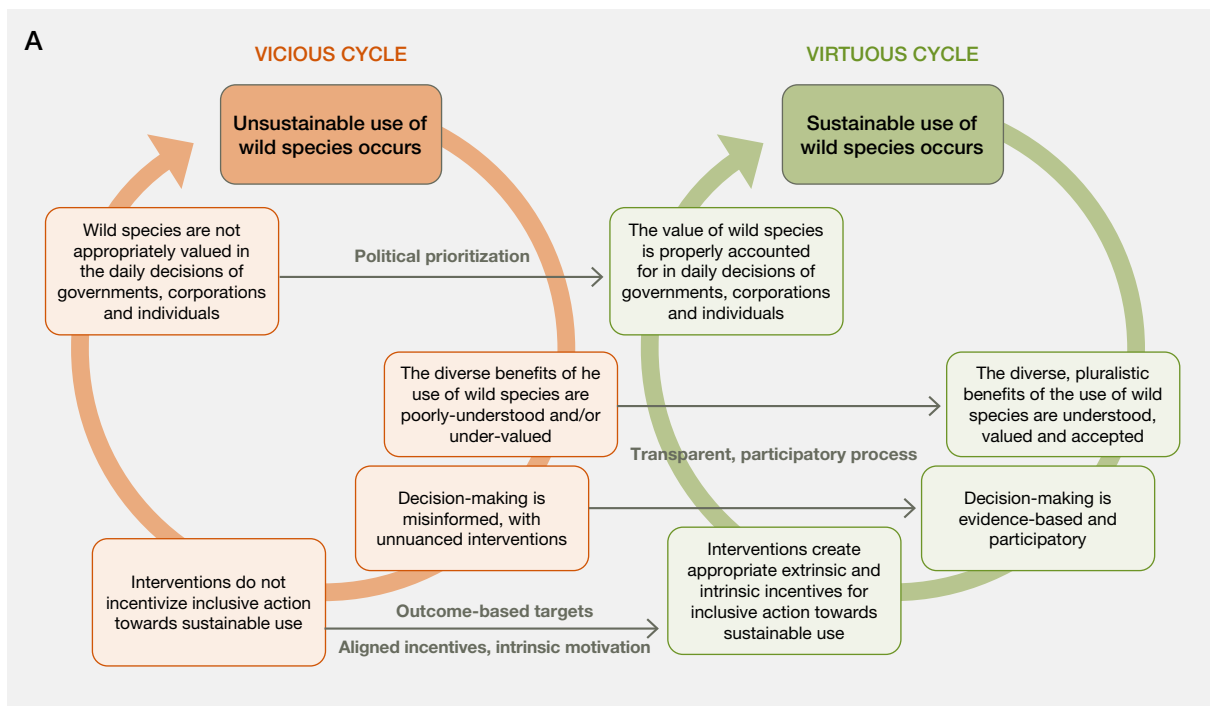 A
VICIOUS CYCLE
Unsustainable use of
wild species occurs
Wild species are not
appropriately valued in
the daily decisions of
governments, corporations
and individuals
The diverse benefits of he
use of wild species are
poorly-understood and/or
under-valued
Decision-making is
misinformed, with
unnuanced interventions
Interventions do not
incentivize inclusive action
towards sustainable use
Political prioritization
Transparent, participatory process
Outcome-based targets
Aligned incentives, intrinsic motivation
VIRTUOUS CYCLE
Sustainable use of
wild species occurs
The value of wild species
is properly accounted
for in daily decisions of
governments, corporations
and individuals
The diverse, pluralistic
benefits of the use of wild
species are understood,
valued and accepted
Decision-making is
evidence-based and
participatory
Interventions create
appropriate extrinsic and
intrinsic incentives for
inclusive action towards
sustainable use